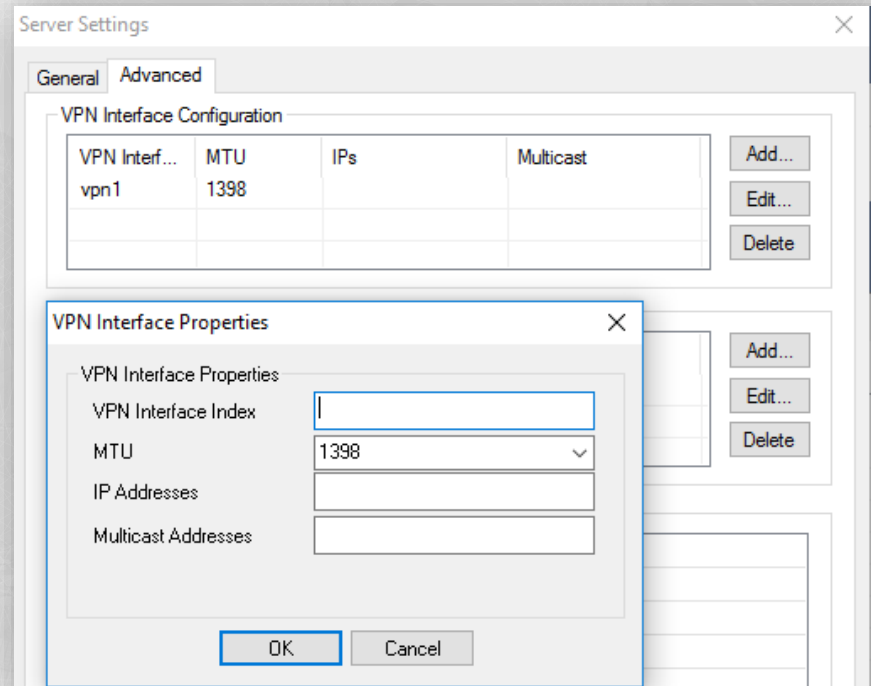 Server Settings
General Advanced
VPN Interface Configuration
VPN Interf... MTU IPs Multicast
vpn1 1398
Add...
Edit...
Delete
VPN Interface Properties
VPN Interface Properties
VPN Interface Index
MTU 1398
IP Addresses
Multicast Addresses
OK Cancel
Add...
Edit...
Delete